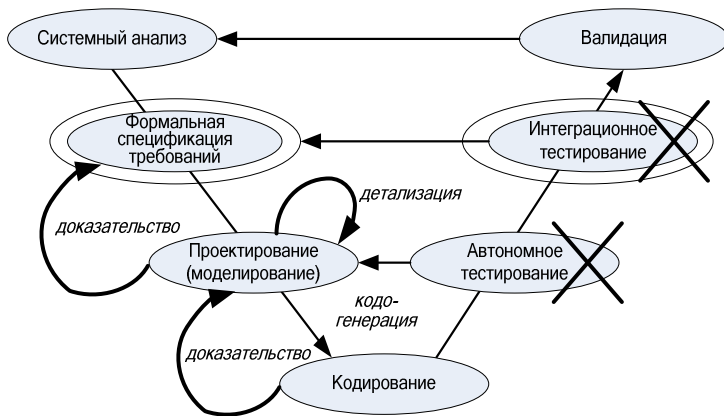 Системный анализ
Валидация
Формальная
спецификация
требований
Интеграционное
тестирование
детализация
доказательство
Проектирование
(моделирование)
Автономное
тестирование
кодо-
генерация
доказательство
Кодирование